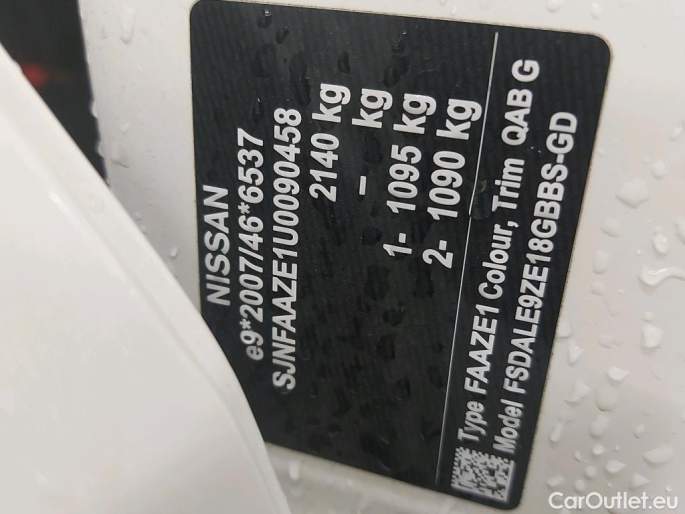 NISSAN
e9*2007/46*6537
SJNFAAZE1U0090458
2140 kg
– kg
1- 1095 kg
2- 1090 kg
Type FAAZE1 Colour, Trim QAB G
Model FSDALE9ZE18GBBS-GD
CarOutlet.eu